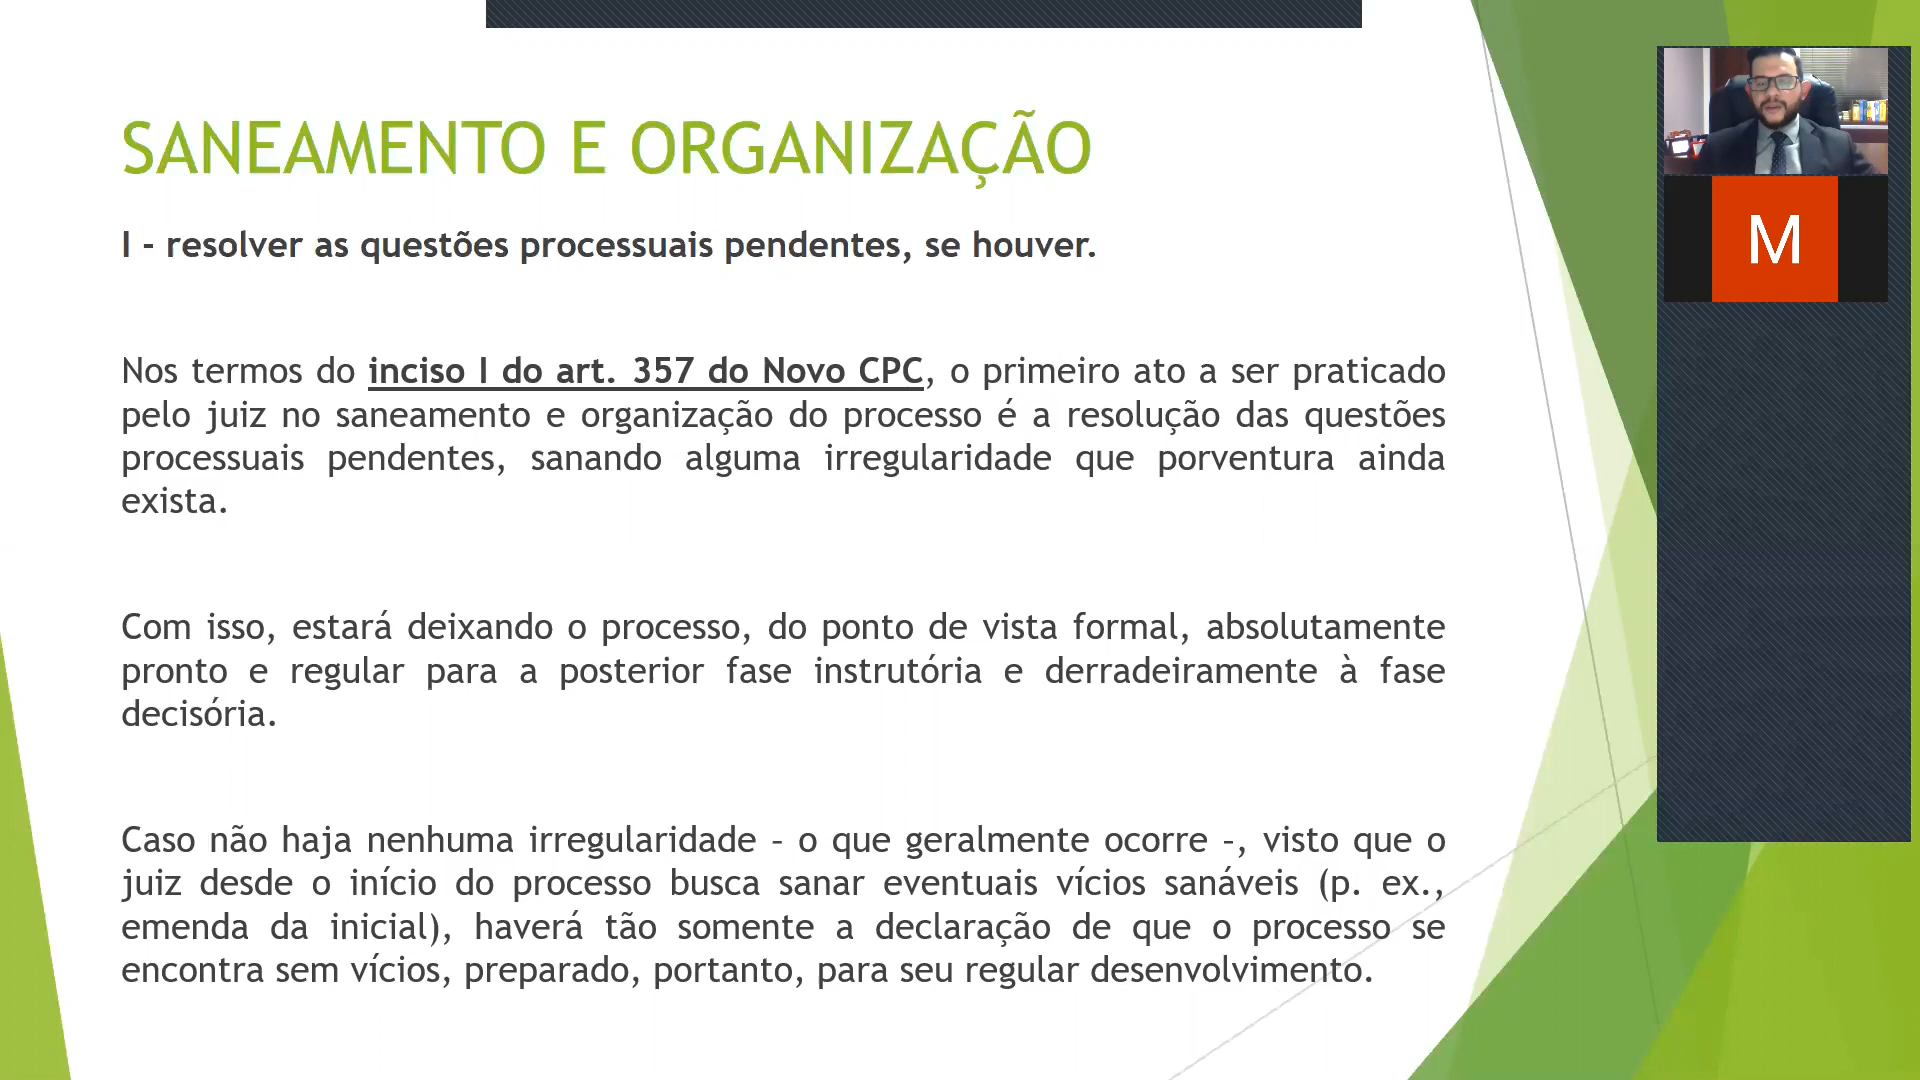 SANEAMENTO E ORGANIZAÇÃO
I - resolver as questões processuais pendentes, se houver.
Nos termos do inciso I do art. 357 do Novo CPC, o primeiro ato a ser praticado
pelo juiz no saneamento e organização do processo é a resolução das questões
processuais pendentes, sanando alguma irregularidade que porventura ainda
exista.
Com isso, estará deixando o processo, do ponto de vista formal, absolutamente
pronto e regular para a posterior fase instrutória e derradeiramente à fase
decisória.
Caso não haja nenhuma irregularidade – o que geralmente ocorre –, visto que o
juiz desde o início do processo busca sanar eventuais vícios sanáveis (p. ex.,
emenda da inicial), haverá tão somente a declaração de que o processo se
encontra sem vícios, preparado, portanto, para seu regular desenvolvimento.
M